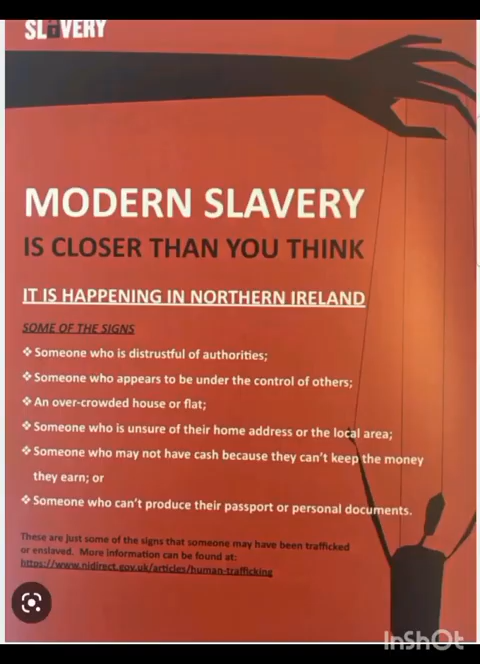 SLAVERY
MODERN SLAVERY
IS CLOSER THAN YOU THINK
IT IS HAPPENING IN NORTHERN IRELAND
SOME OF THE SIGNS
❖ Someone who is distrustful of authorities;
❖ Someone who appears to be under the control of others;
❖ An over-crowded house or flat;
❖ Someone who is unsure of their home address or the local area;
❖ Someone who may not have cash because they can't keep the money
they earn; or
❖ Someone who can't produce their passport or personal documents.
These are just some of the signs that someone may have been trafficked
or enslaved. More information can be found at:
https://www.nidirect.gov.uk/articles/human-trafficking
InShOt